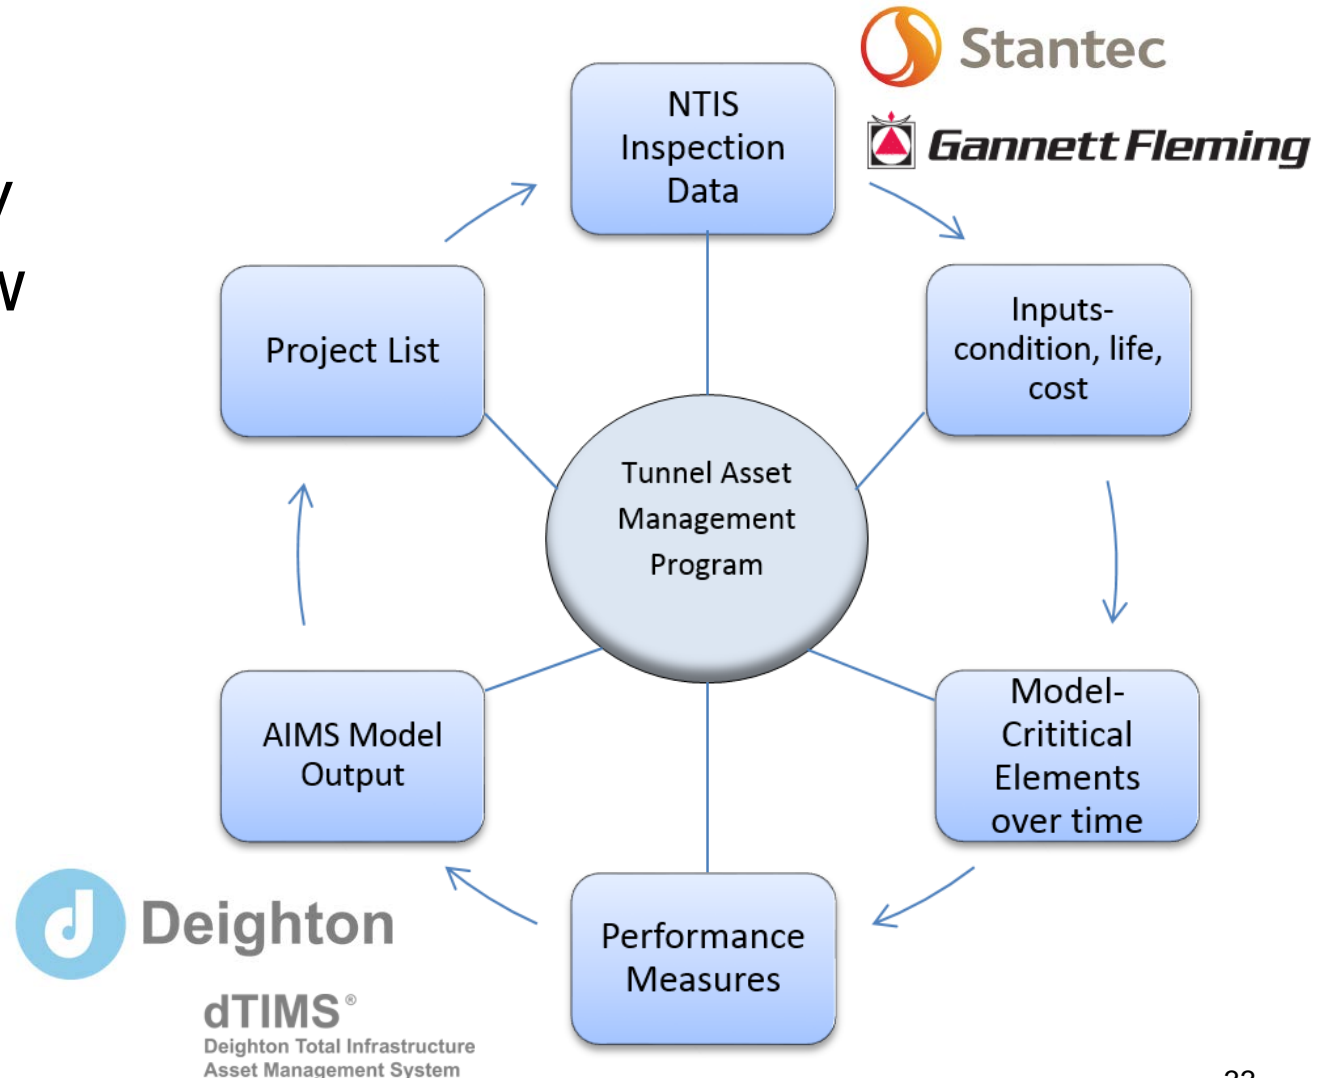 Stantec
Gannett Fleming
NTIS
Inspection
Data
Inputs-
condition, life,
cost
Model-
Crititical
Elements
over time
Performance
Measures
AIMS Model
Output
Project List
Tunnel Asset
Management
Program
Deighton
dTIMS®
Deighton Total Infrastructure
Asset Management System